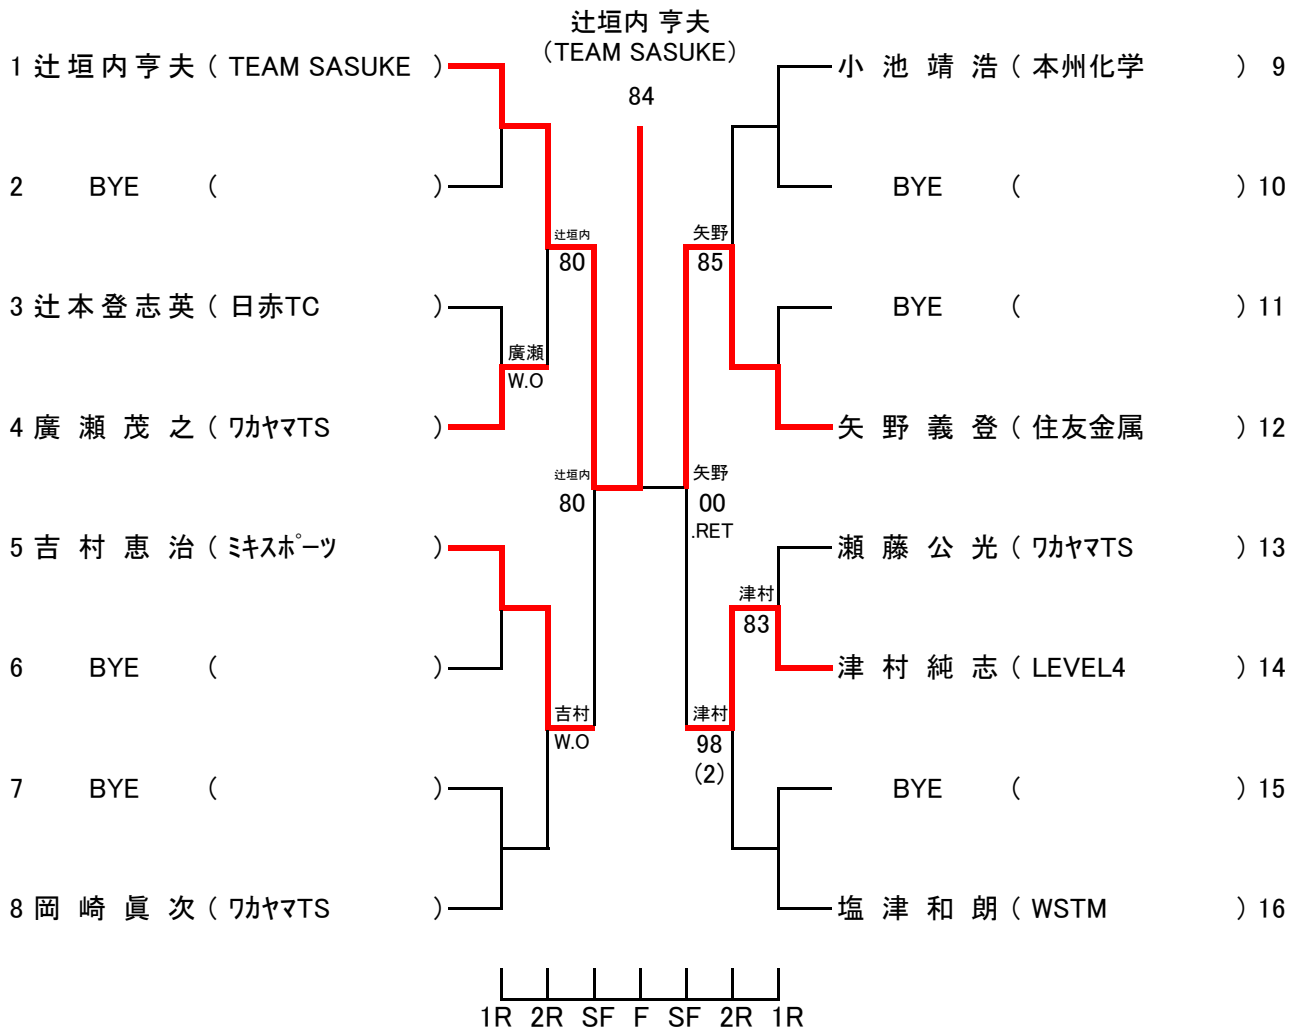 辻垣内 亨夫
（TEAM SASUKE）
84
1 辻垣内亨夫 ( TEAM SASUKE )
2 BYE ( )
3 辻本登志英 ( 日赤TC )
4 廣瀬茂之 ( ワカヤマTS )
5 吉村恵治 ( ミキスポーツ )
6 BYE ( )
7 BYE ( )
8 岡崎眞次 ( ワカヤマTS )
廣瀬
W.O
辻垣内
80
辻垣内
80
吉村
W.O
矢野
85
矢野
00
.RET
津村
83
津村
98
(2)
小池靖浩 ( 本州化学 ) 9
BYE ( ) 10
BYE ( ) 11
矢野義登 ( 住友金属 ) 12
瀬藤公光 ( ワカヤマTS ) 13
津村純志 ( LEVEL4 ) 14
BYE ( ) 15
塩津和朗 ( WSTM ) 16
1R 2R SF F SF 2R 1R